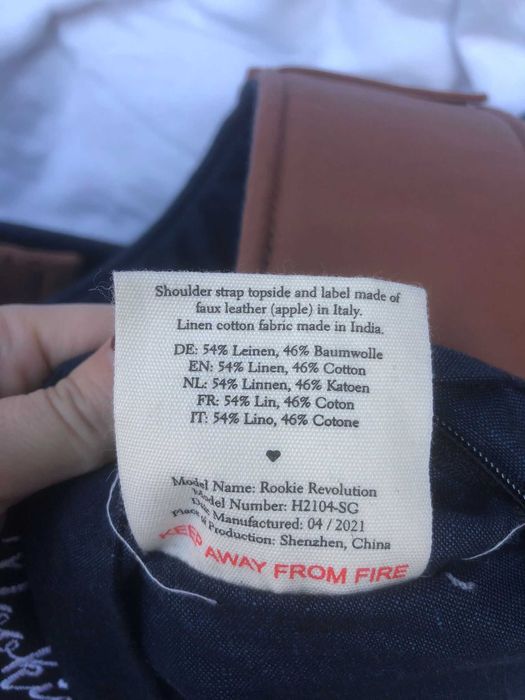 Shoulder strap topside and label made of
faux leather (apple) in Italy.
Linen cotton fabric made in India.
DE: 54% Leinen, 46% Baumwolle
EN: 54% Linen, 46% Cotton
NL: 54% Linnen, 46% Katoen
FR: 54% Lin, 46% Coton
IT: 54% Lino, 46% Cotone
Model Name: Rookie Revolution
Model Number: H2104-SG
Date Manufactured: 04 / 2021
Place of Production: Shenzhen, China
KEEP AWAY FROM FIRE